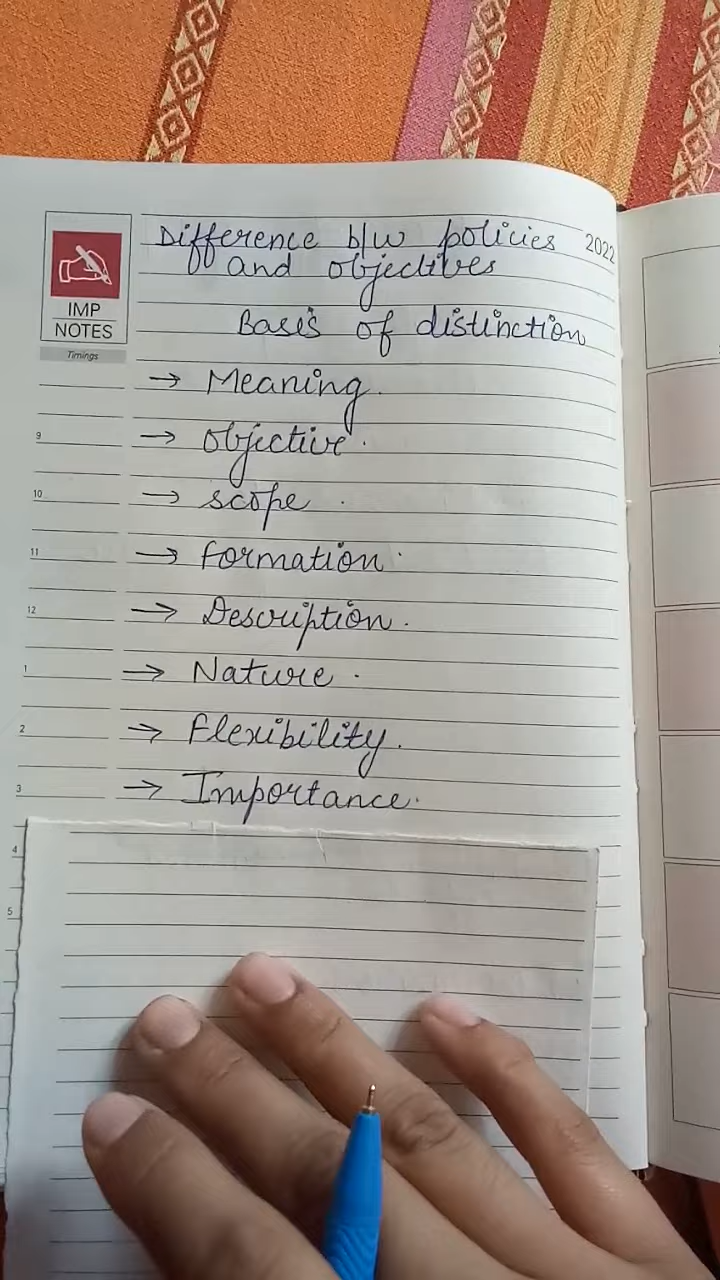 Difference b/w policies 2022
and objectives
IMP
NOTES
Basis of distinction
Timings
→ Meaning.
9 → objective.
10 → scope.
11 → formation.
12 → Description.
1 → Nature.
2 → flexibility.
3 → Importance.
4
5